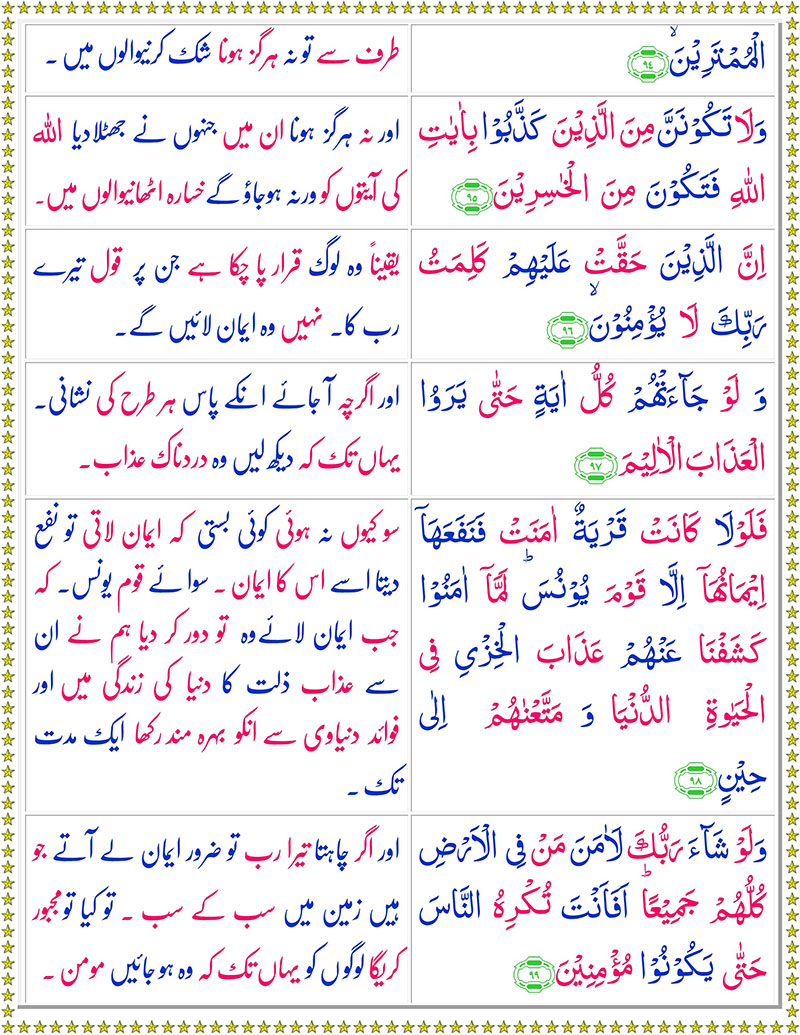 الۡمُمۡتَرِيۡنَۙ ﴿۹۴﴾
طرف سے تو نہ ہرگز ہونا شک کرنیوالوں میں ۔
وَلَا تَكُوۡنَنَّ مِنَ الَّذِيۡنَ كَذَّبُوۡا بِاٰيٰتِ
اللّٰهِ فَتَكُوۡنَ مِنَ الۡخٰسِرِيۡنَ ﴿۹۵﴾
اور نہ ہرگز ہونا ان میں جنہوں نے جھٹلا دیا اللہ
کی آیتوں کو ورنہ ہوجاؤ گے خسارہ اٹھانیوالوں میں۔
اِنَّ الَّذِيۡنَ حَقَّتۡ عَلَيۡهِمۡ كَلِمَتُ
رَبِّكَ لَا يُؤۡمِنُوۡنَۙ ﴿۹۶﴾
یقیناً وہ لوگ قرار پا چکا ہے جن پر قول تیرے
رب کا۔ نہیں وہ ایمان لائیں گے۔
وَ لَوۡ جَآءَتۡهُمۡ كُلُّ اٰيَةٍ حَتّٰى يَرَوُا
الۡعَذَابَ الۡاَلِيۡمَ ﴿۹۷﴾
اور اگرچہ آجائے انکے پاس ہر طرح کی نشانی۔
یہاں تک کہ دیکھ لیں وہ دردناک عذاب۔
فَلَوۡلَا كَانَتۡ قَرۡيَةٌ اٰمَنَتۡ فَنَفَعَهَاۤ
اِيۡمَانُهَاۤ اِلَّا قَوۡمَ يُوۡنُسَؕ لَمَّاۤ اٰمَنُوۡا
كَشَفۡنَا عَنۡهُمۡ عَذَابَ الۡخِزۡىِ فِى
الۡحَيٰوةِ الدُّنۡيَا وَ مَتَّعۡنٰهُمۡ اِلٰى
حِيۡنٍ ﴿۹۸﴾
سو کیوں نہ ہوئی کوئی بستی کہ ایمان لاتی تو نفع
دیتا اسے اس کا ایمان ۔ سوائے قوم یونس۔ کہ
جب ایمان لائے وہ تو دور کر دیا ہم نے ان
سے عذاب ذلت کا دنیا کی زندگی میں اور
فوائد دنیاوی سے انکو بہرہ مند رکھا ایک مدت
تک ۔
وَلَوۡ شَآءَ رَبُّكَ لَاٰمَنَ مَنۡ فِى الۡاَرۡضِ
كُلُّهُمۡ جَمِيۡعًاؕ اَفَاَنۡتَ تُكۡرِهُ النَّاسَ
حَتّٰى يَكُوۡنُوۡا مُؤۡمِنِيۡنَ ﴿۹۹﴾
اور اگر چاہتا تیرا رب تو ضرور ایمان لے آتے جو
ہیں زمین میں سب کے سب ۔ تو کیا تو مجبور
کریگا لوگوں کو یہاں تک کہ وہ ہوجائیں مومن ۔